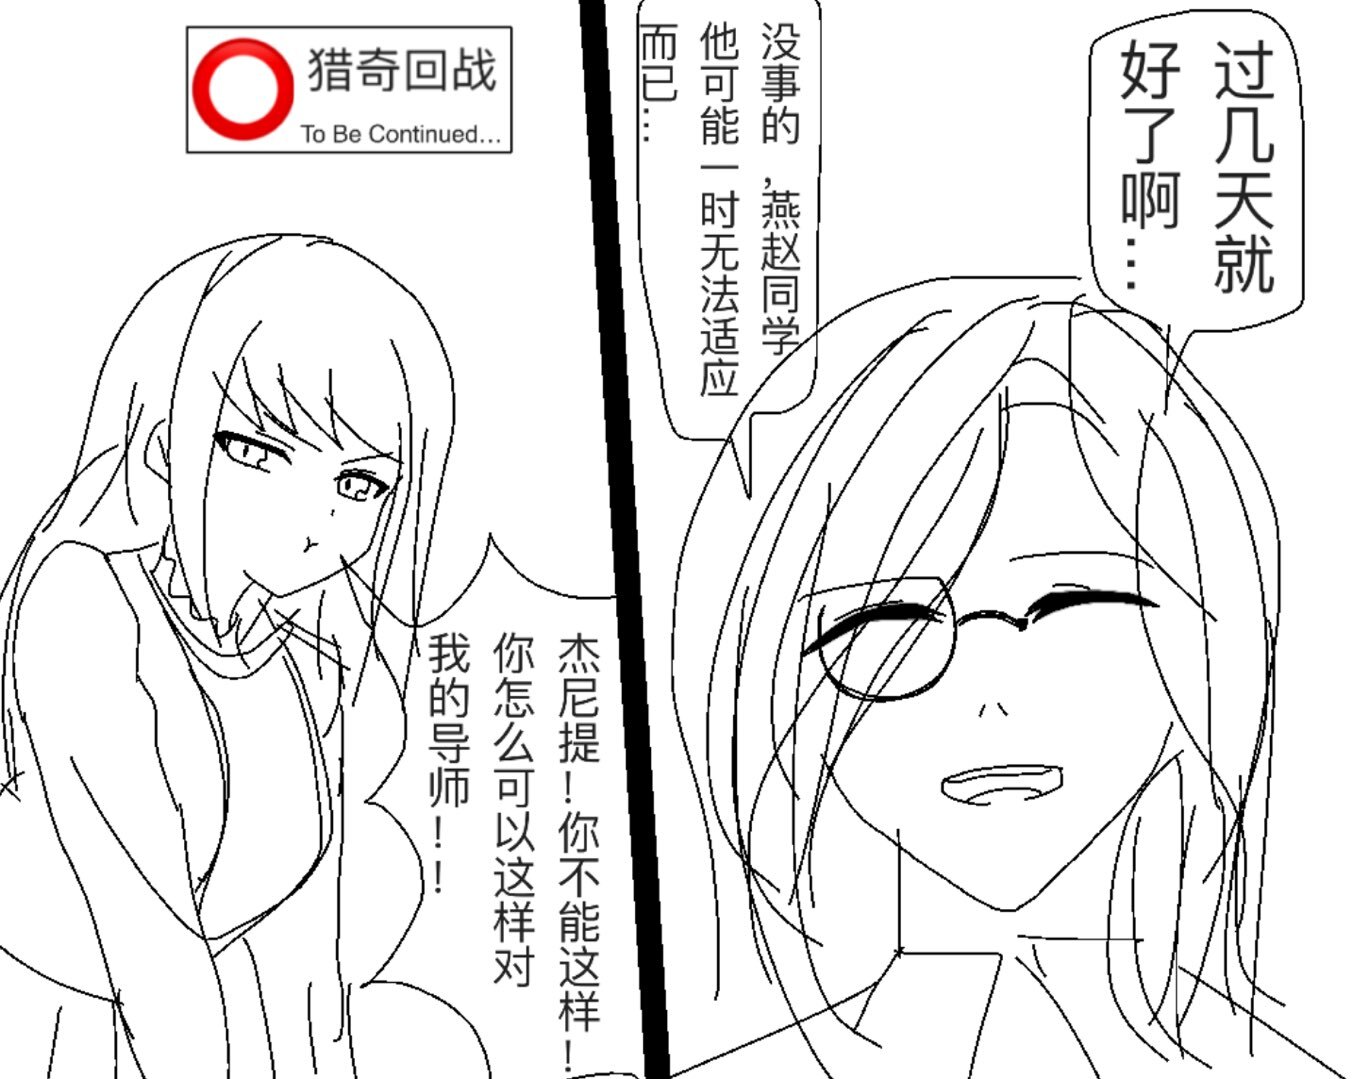 过几天就
好了啊…
没事的,燕赵同学
他可能一时无法适应
而已…
猎奇回战
To Be Continued...
杰尼提!你不能这样!
你怎么可以这样对
我的导师!!